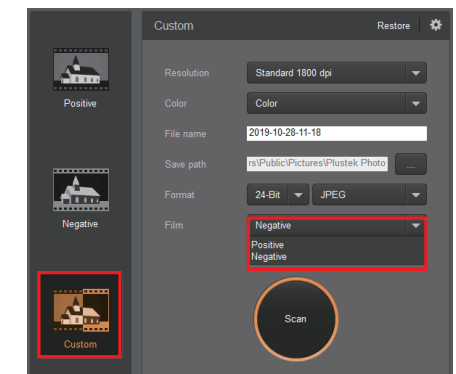 Custom
Restore
Positive
Negative
Custom
Resolution
Standard 1800 dpi
Color
Color
File name
2019-10-28-11-18
Save path
rs\Public\Pictures\Plustek Photo
...
Format
24-Bit
JPEG
Film
Negative
Positive
Negative
Scan